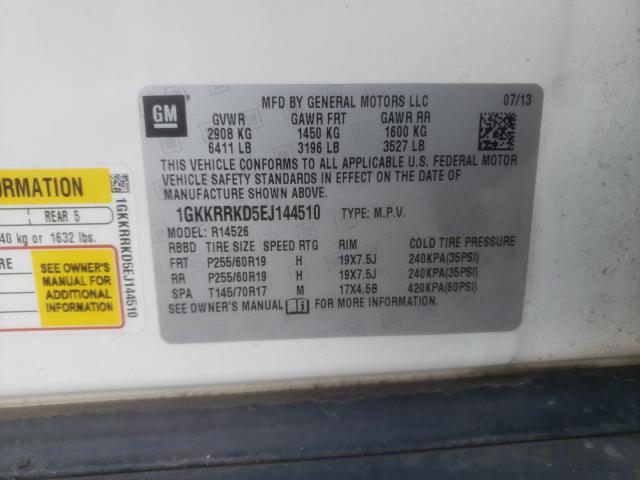 GM
MFD BY GENERAL MOTORS LLC 07/13
GVWR GAWR FRT GAWR RR
2908 KG 1450 KG 1600 KG
6411 LB 3196 LB 3527 LB
THIS VEHICLE CONFORMS TO ALL APPLICABLE U.S. FEDERAL MOTOR
VEHICLE SAFETY STANDARDS IN EFFECT ON THE DATE OF
MANUFACTURE SHOWN ABOVE.
1GKKRRKD5EJ144510 TYPE: M.P.V.
MODEL: R14526
RBBD TIRE SIZE SPEED RTG RIM COLD TIRE PRESSURE
FRT P255/60R19 H 19X7.5J 240KPA(35PSI)
RR P255/60R19 H 19X7.5J 240KPA(35PSI)
SPA T145/70R17 M 17X4.5B 420KPA(60PSI)
SEE OWNER'S MANUAL FOR MORE INFORMATION
ORMATION
REAR 5
40 kg or 1632 lbs.
RE
SEE OWNER'S
MANUAL FOR
ADDITIONAL
INFORMATION
1GKKRRKD5EJ144510